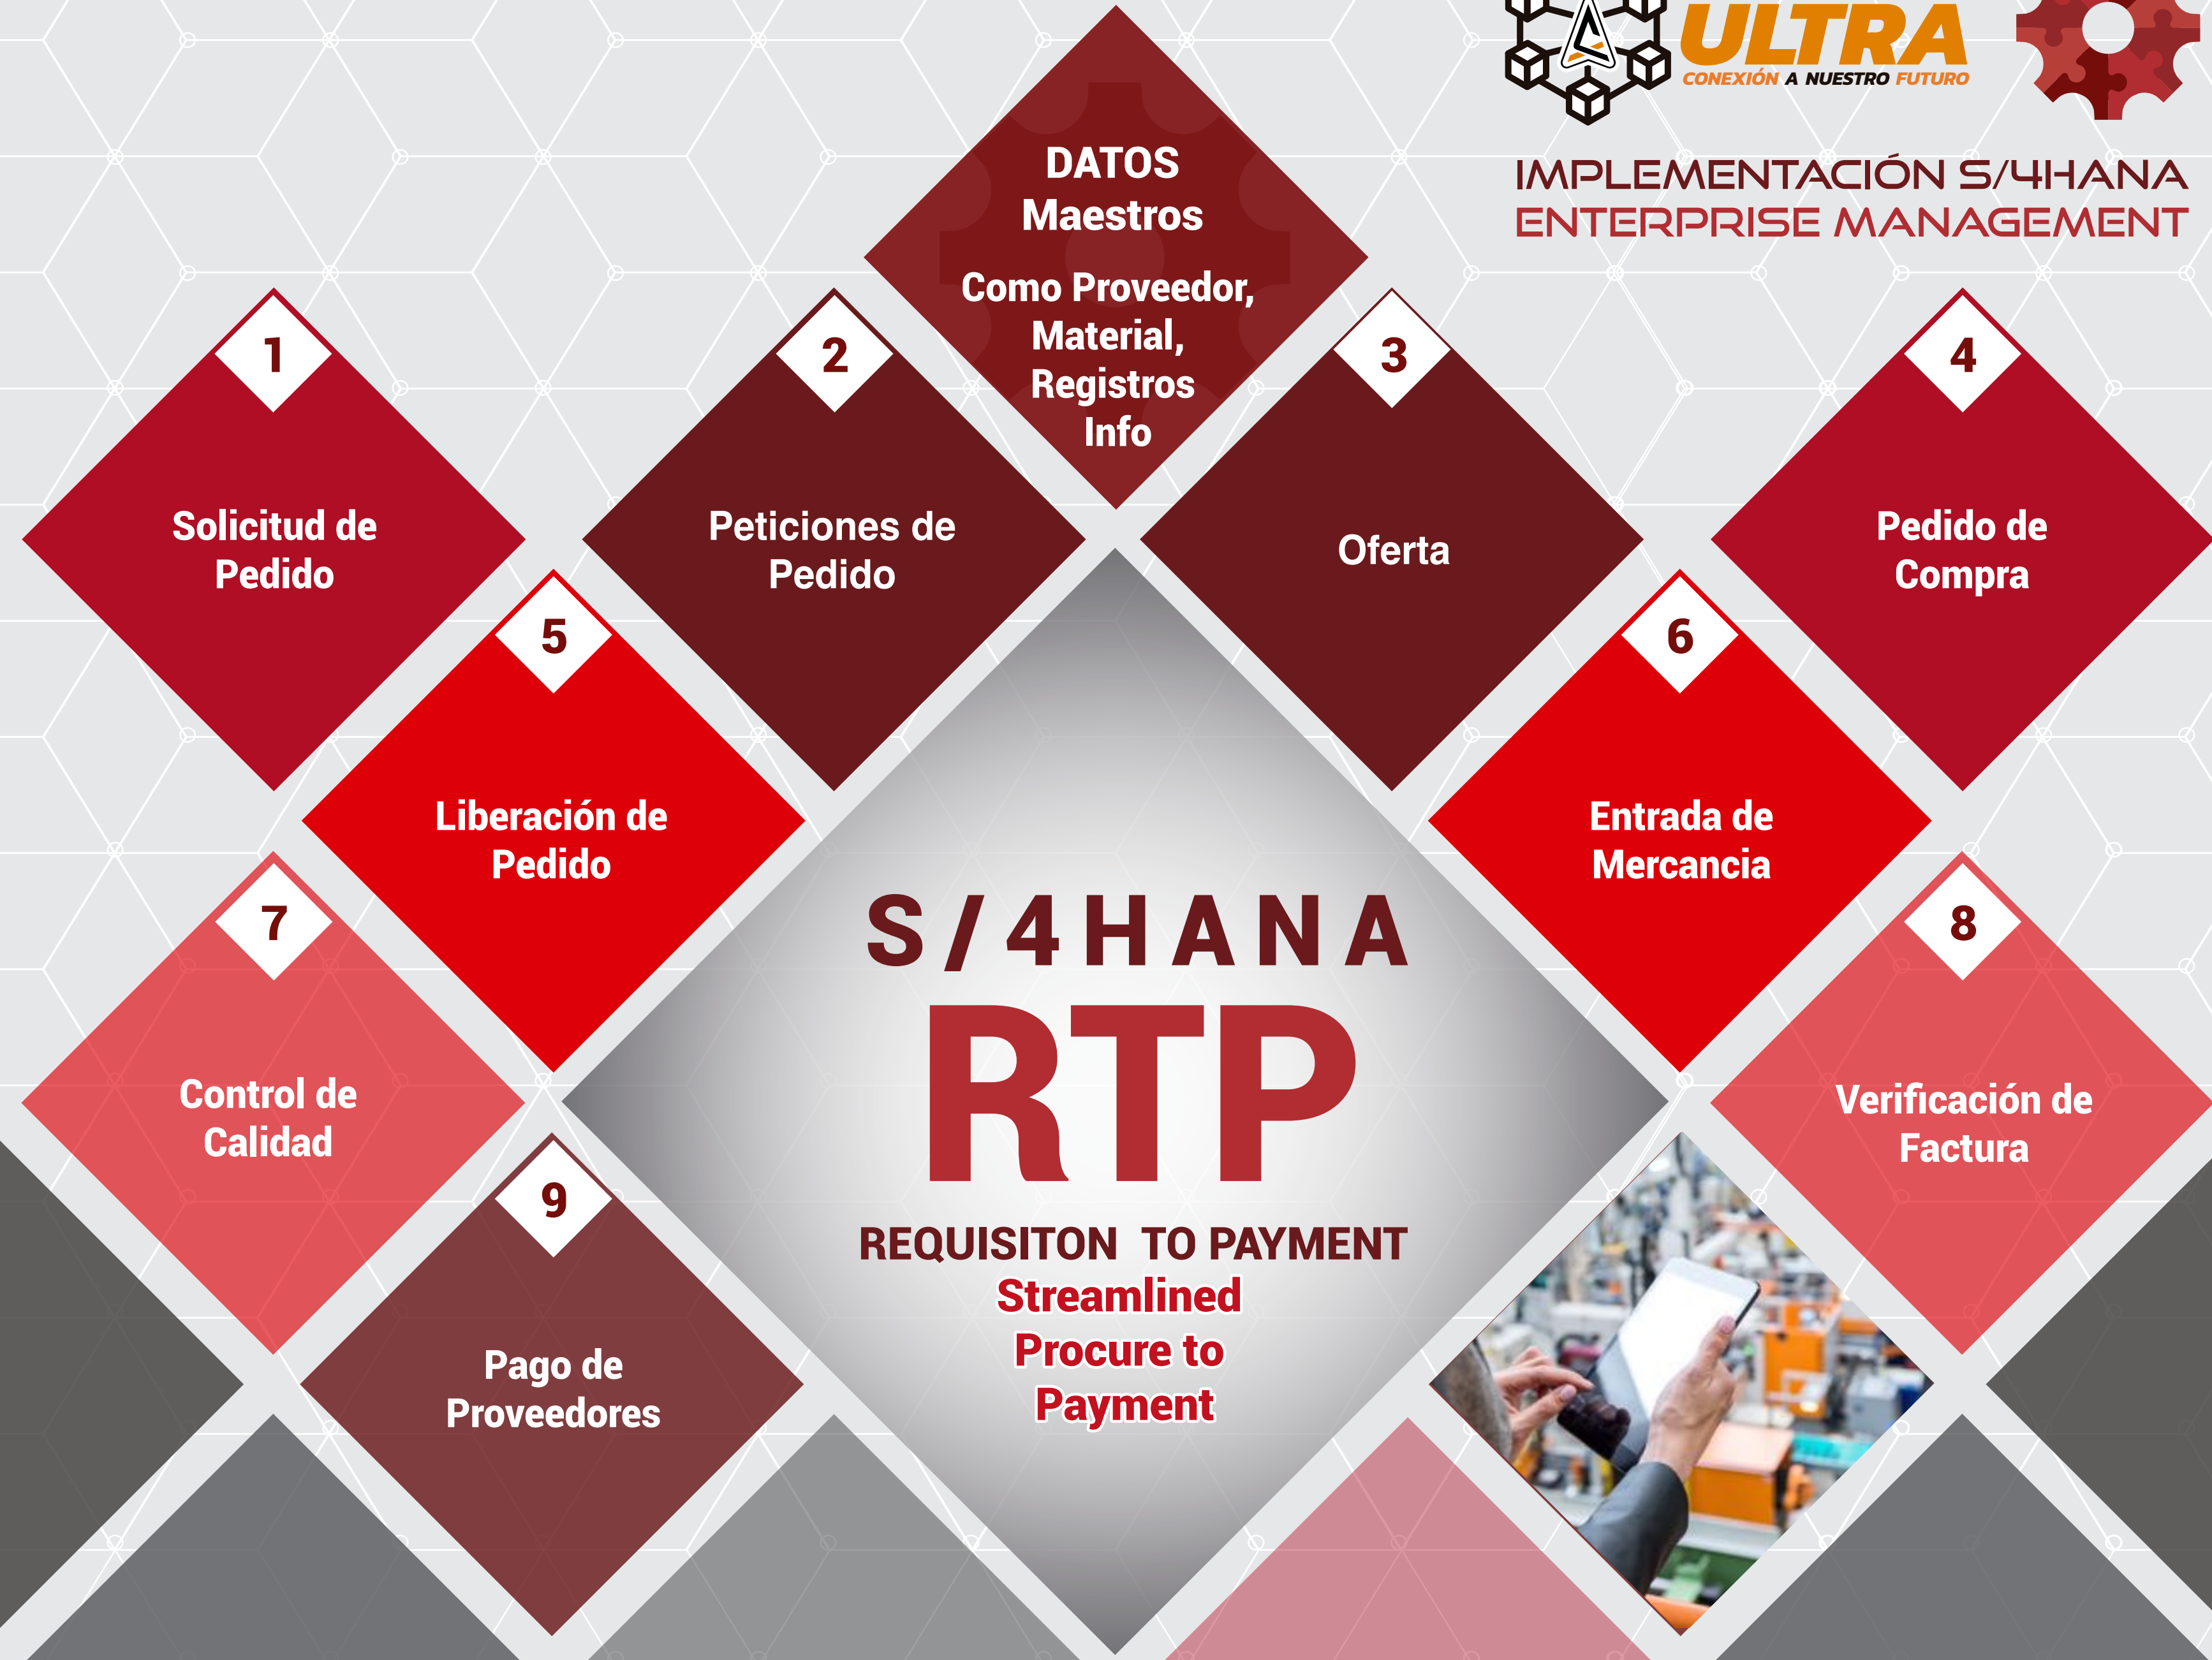 ULTRA
CONEXIÓN A NUESTRO FUTURO
IMPLEMENTACIÓN S/4HANA
ENTERPRISE MANAGEMENT
DATOS
Maestros
Como Proveedor,
Material,
Registros
Info
1
Solicitud de
Pedido
2
Peticiones de
Pedido
3
Oferta
4
Pedido de
Compra
5
Liberación de
Pedido
6
Entrada de
Mercancia
7
Control de
Calidad
8
Verificación de
Factura
9
Pago de
Proveedores
S/4HANA
RTP
REQUISITON TO PAYMENT
Streamlined
Procure to
Payment